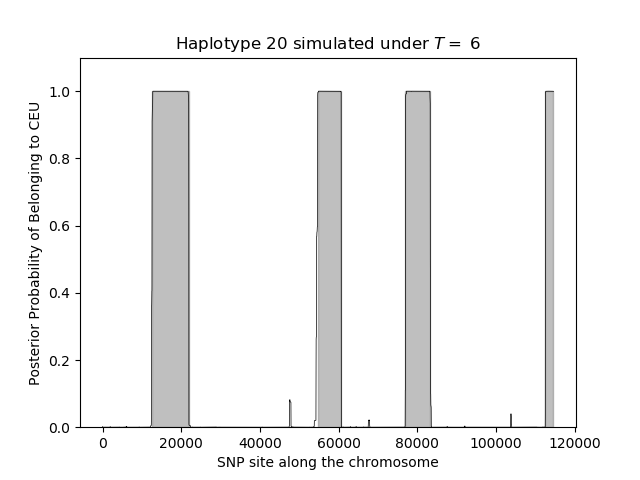 Haplotype 20 simulated under T = 6
Posterior Probability of Belonging to CEU
1.0
0.8
0.6
0.4
0.2
0.0
0 20000 40000 60000 80000 100000 120000
SNP site along the chromosome